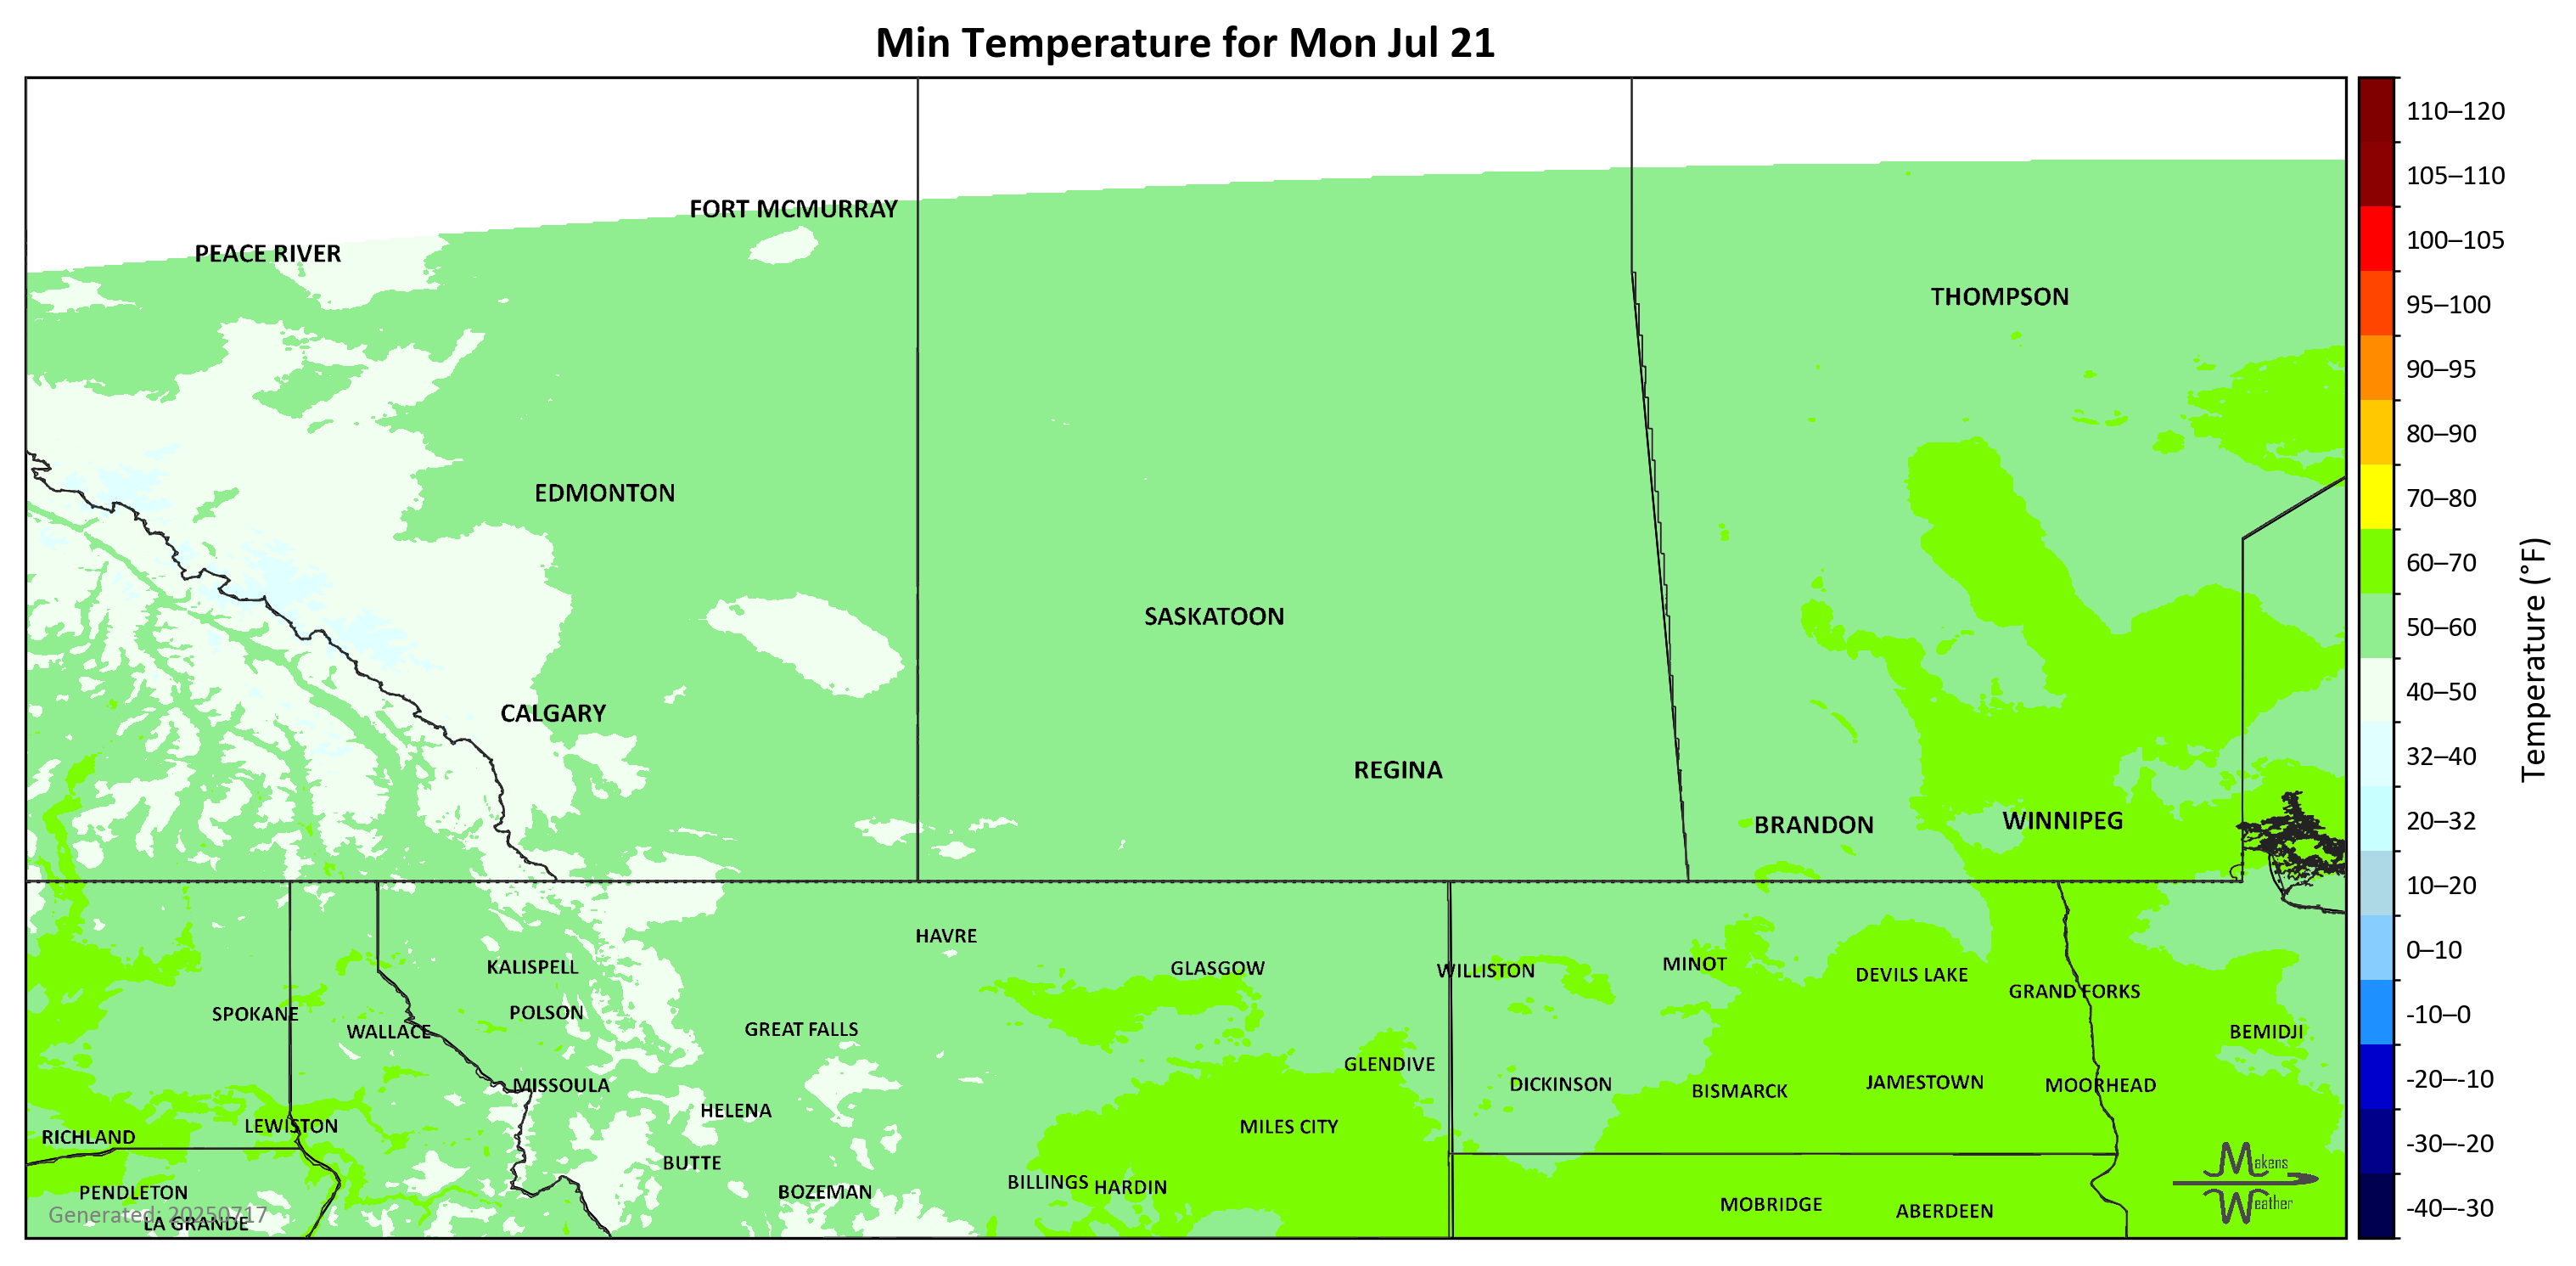 Min Temperature for Mon Jul 21
FORT MCMURRAY
PEACE RIVER
THOMPSON
EDMONTON
SASKATOON
CALGARY
REGINA
BRANDON
WINNIPEG
HAVRE
KALISPELL
GLASGOW
WILLISTON
MINOT
DEVILS LAKE
GRAND FORKS
SPOKANE
POLSON
WALLACE
GREAT FALLS
BEMIDJI
GLENDIVE
MISSOULA
DICKINSON
BISMARCK
JAMESTOWN
MOORHEAD
HELENA
LEWISTON
MILES CITY
RICHLAND
BUTTE
PENDLETON
BOZEMAN
BILLINGS
HARDIN
MOBRIDGE
ABERDEEN
Generated: 20250717
LA GRANDE
Makens
Weather
110–120
105–110
100–105
95–100
90–95
80–90
70–80
60–70
50–60
40–50
32–40
20–32
10–20
0–10
-10–0
-20–-10
-30–-20
-40–-30
Temperature (°F)